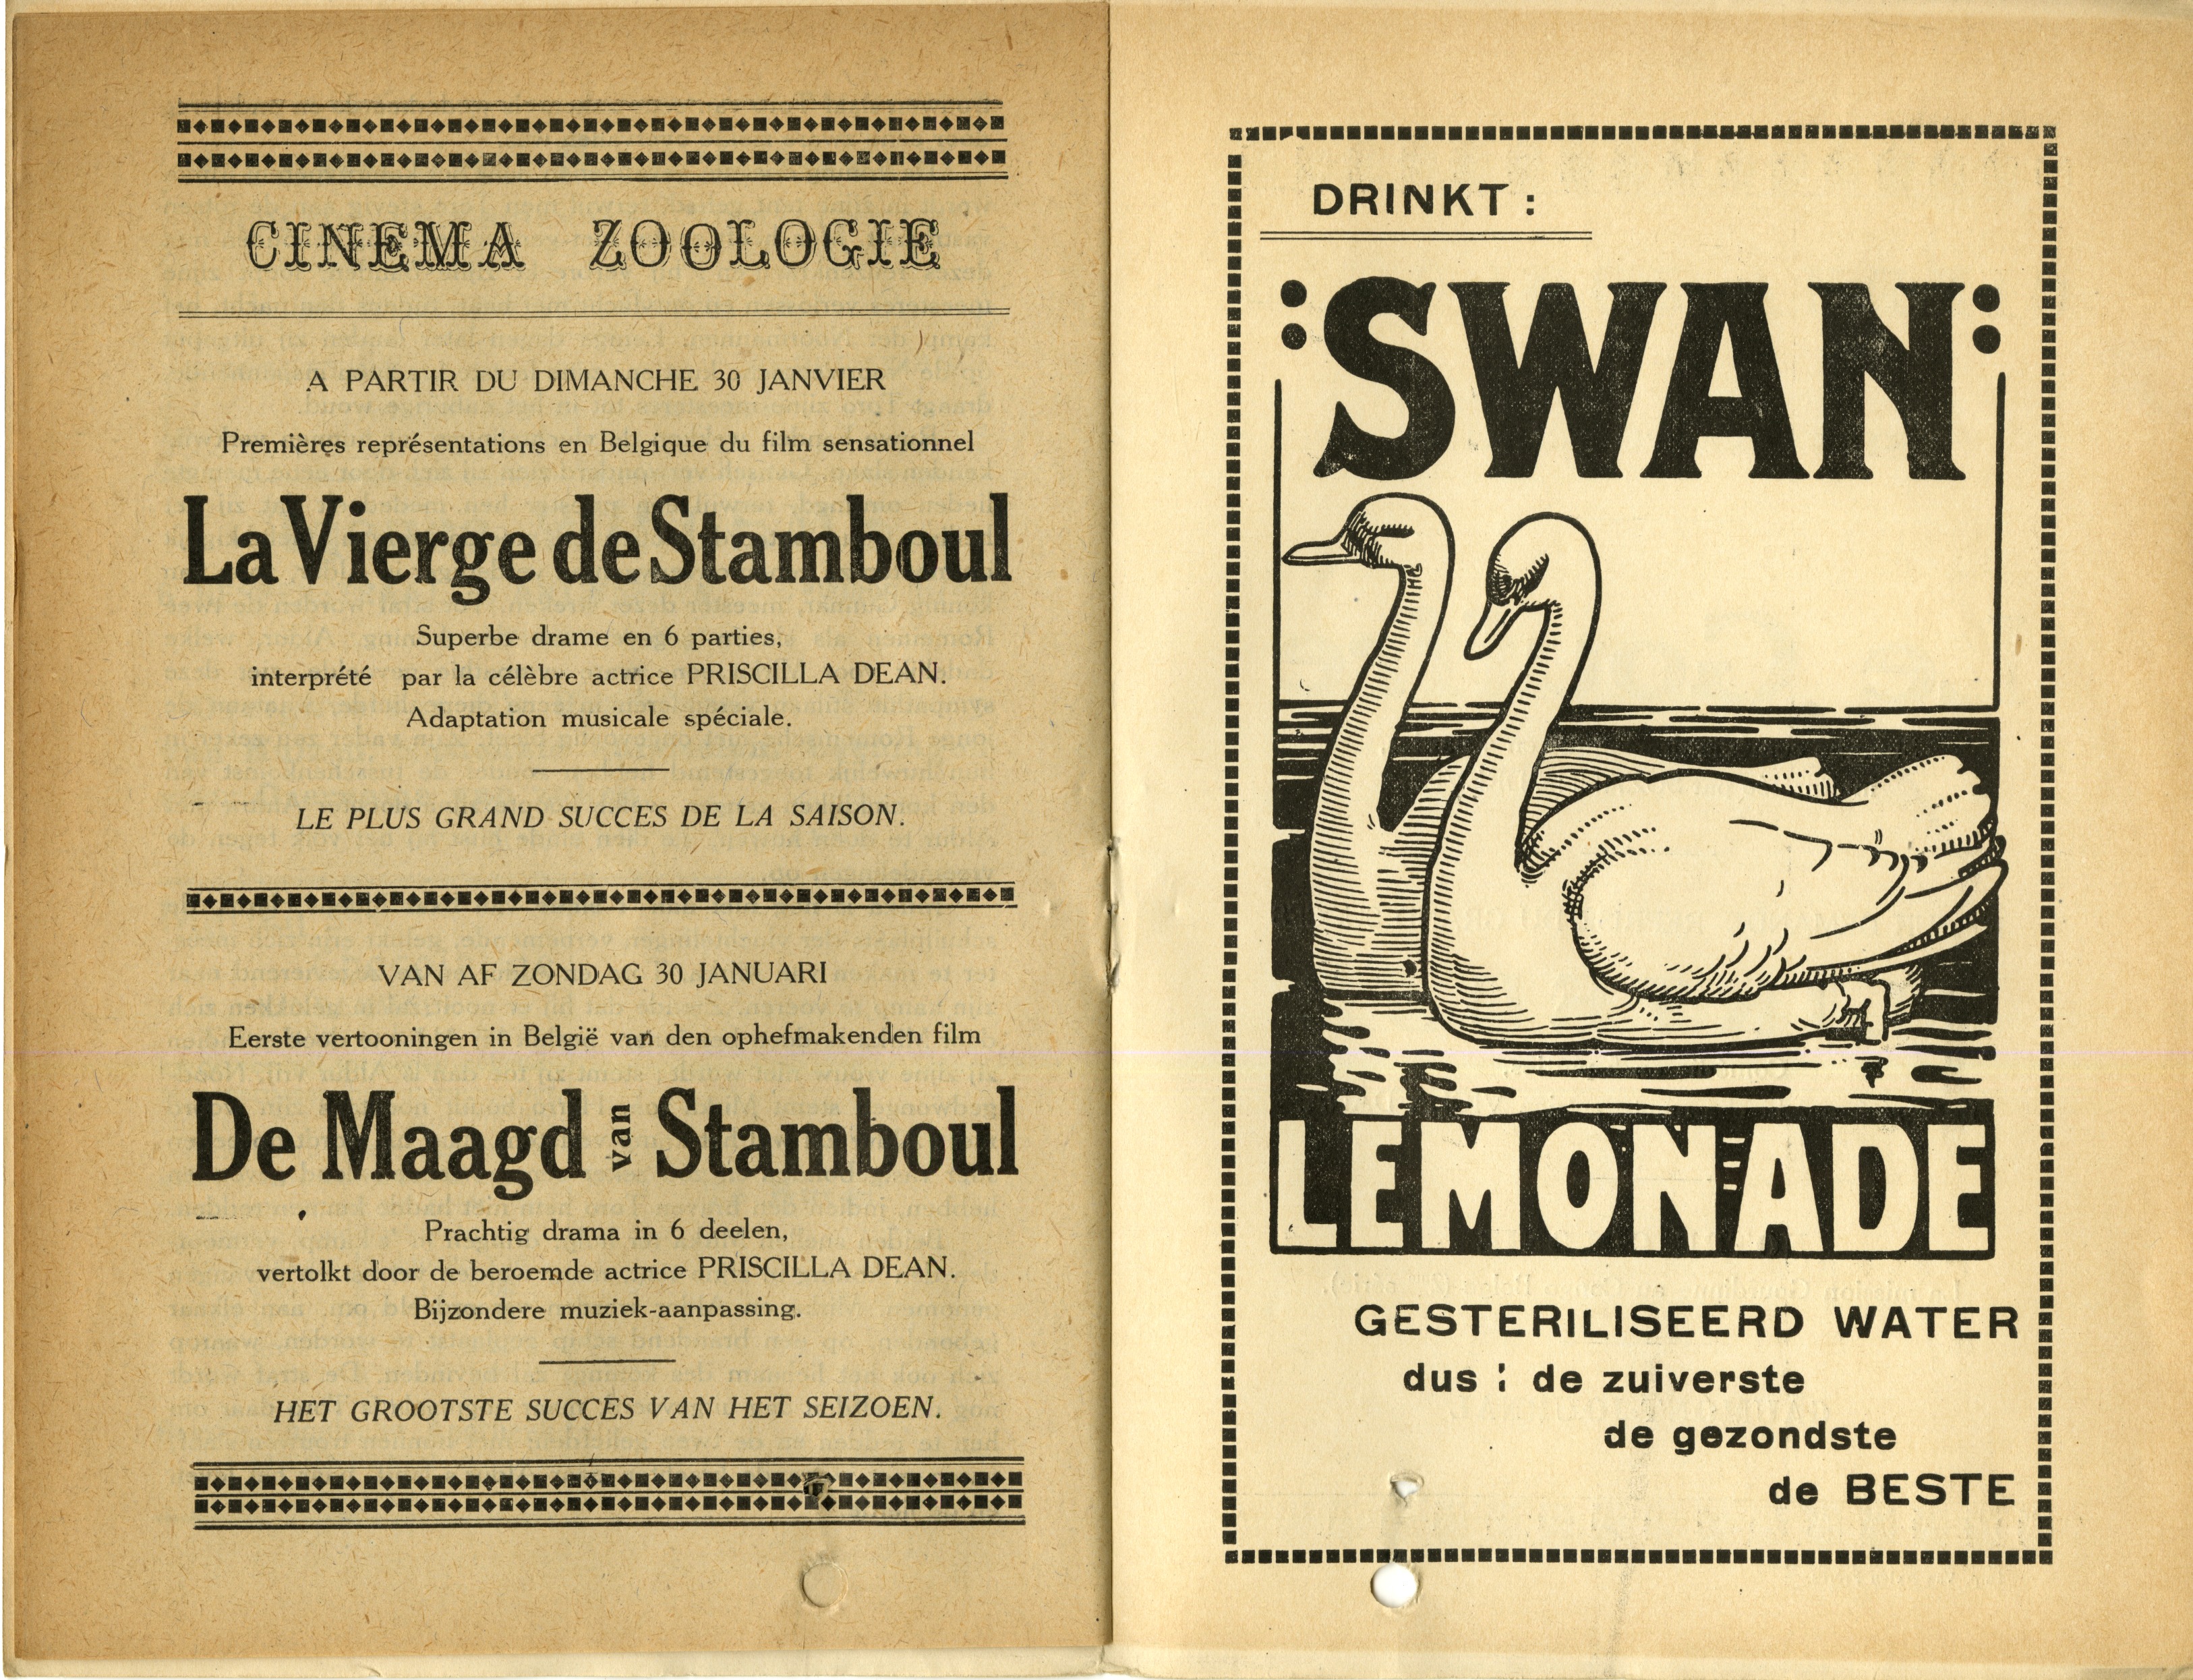 CINEMA ZOOLOGIE
A PARTIR DU DIMANCHE 30 JANVIER
Premières représentations en Belgique du film sensationnel
La Vierge de Stamboul
Superbe drame en 6 parties,
interprété par la célèbre actrice PRISCILLA DEAN.
Adaptation musicale spéciale.
LE PLUS GRAND SUCCES DE LA SAISON.
VAN AF ZONDAG 30 JANUARI
Eerste vertooningen in België van den ophefmakenden film
De Maagd van Stamboul
Prachtig drama in 6 deelen,
vertolkt door de beroemde actrice PRISCILLA DEAN.
Bijzondere muziek-aanpassing.
HET GROOTSTE SUCCES VAN HET SEIZOEN.
DRINKT :
:SWAN:
LEMONADE
GESTERILISEERD WATER
dus : de zuiverste
de gezondste
de BESTE